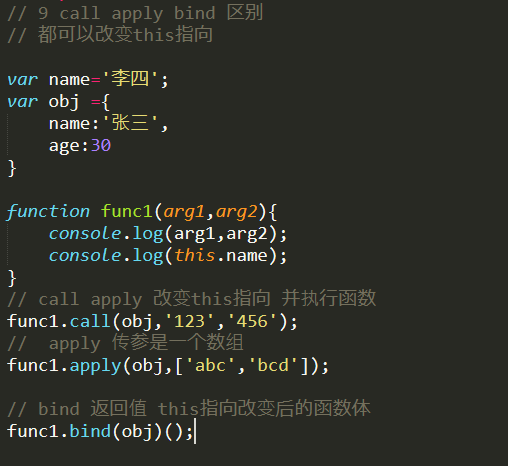 // 9 call apply bind 区别
// 都可以改变this指向
var name='李四';
var obj ={
name:'张三',
age:30
}
function func1(arg1,arg2){
console.log(arg1,arg2);
console.log(this.name);
}
// call apply 改变this指向 并执行函数
func1.call(obj,'123','456');
//  apply 传参是一个数组
func1.apply(obj,['abc','bcd']);
// bind 返回值 this指向改变后的函数体
func1.bind(obj)();